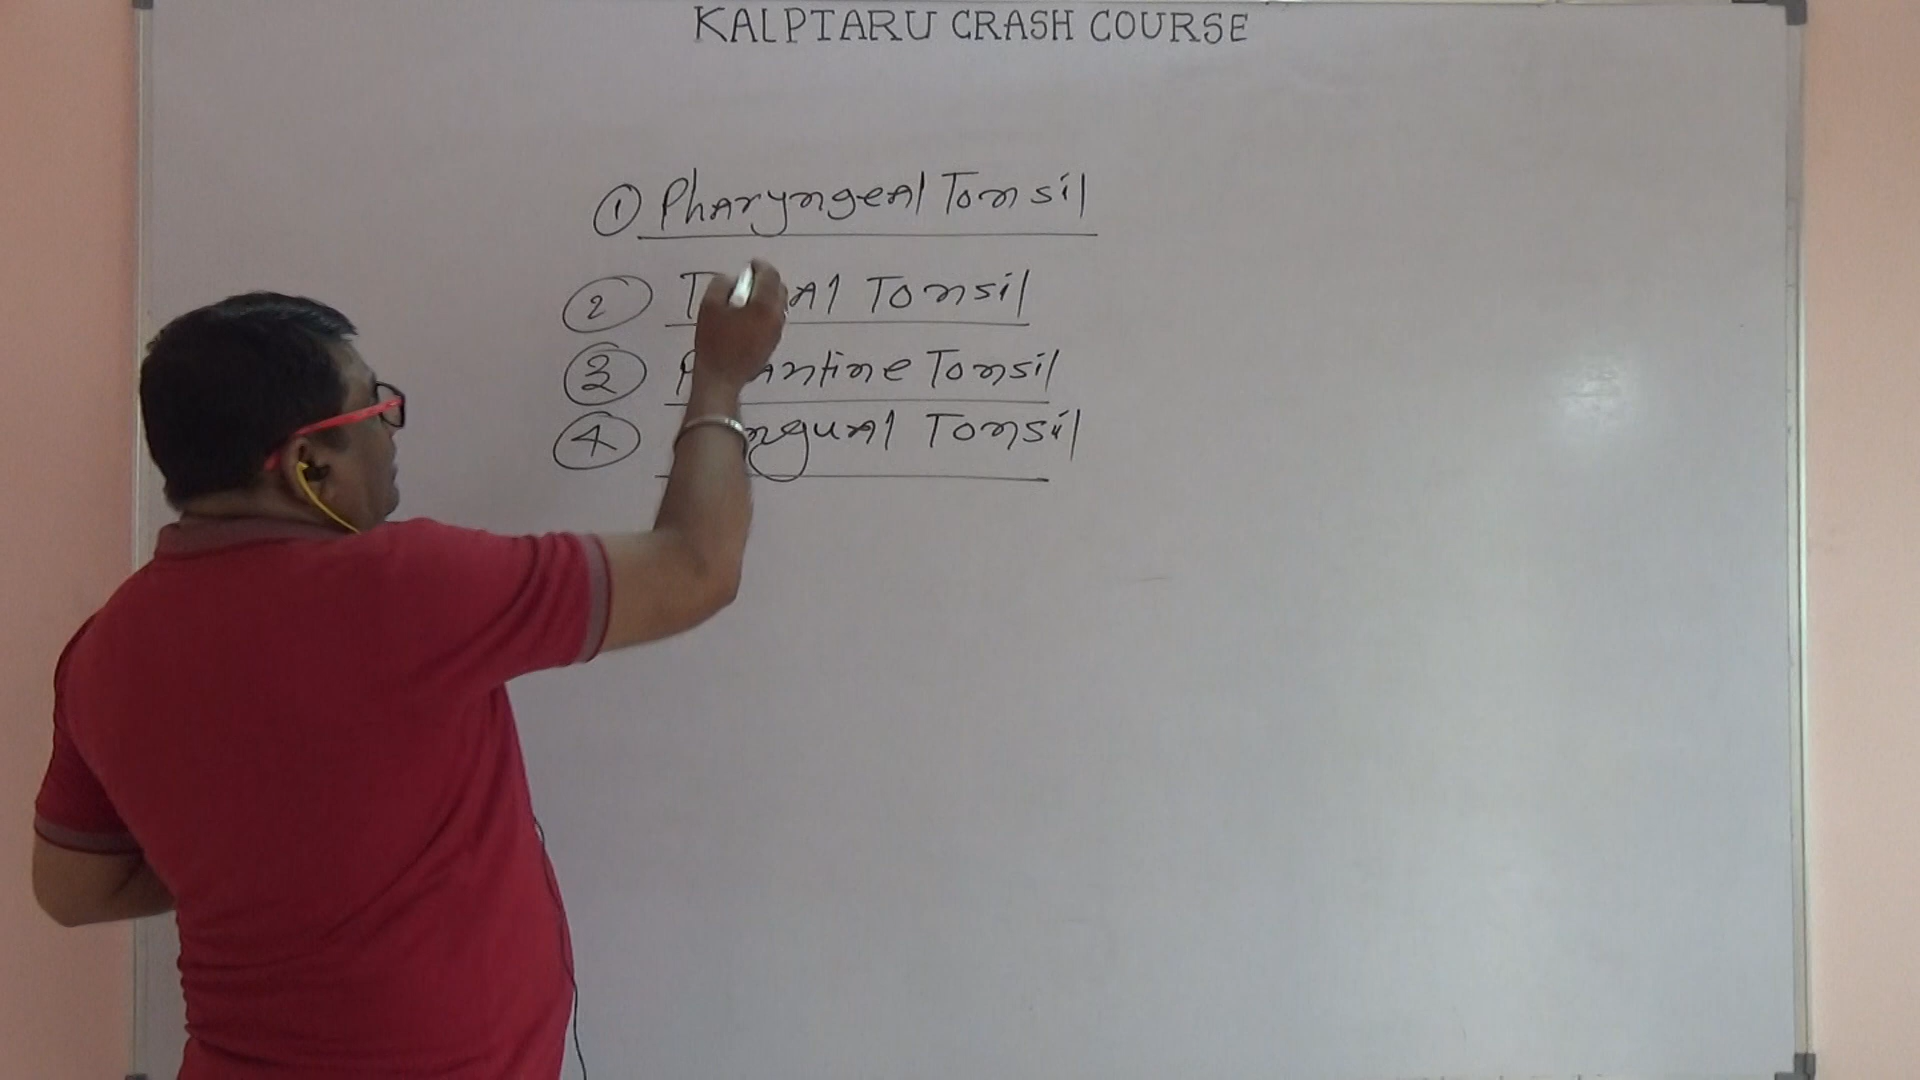 KALPTARU CRASH COURSE
① Pharyngeal Tonsil
② Tonsil
③ Tonsil
④ Tonsil